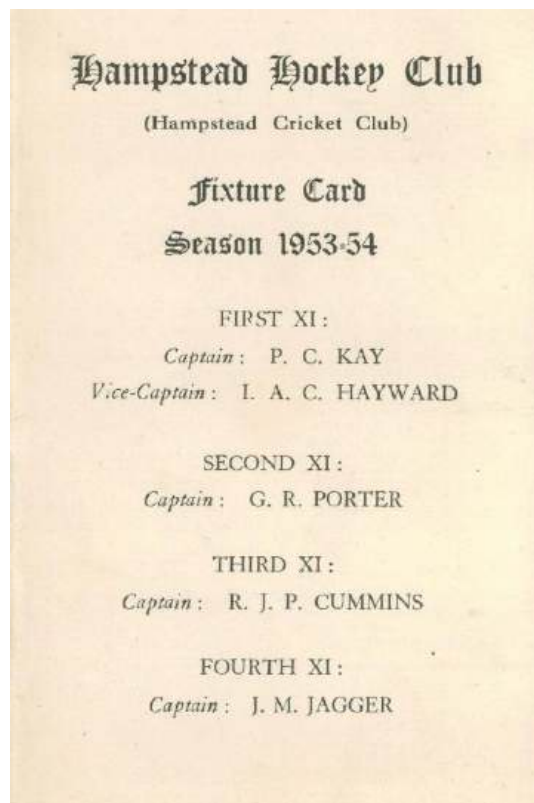 Hampstead Hockey Club
(Hampstead Cricket Club)
Fixture Card
Season 1953-54
FIRST XI:
Captain: P. C. KAY
Vice-Captain: I. A. C. HAYWARD
SECOND XI:
Captain: G. R. PORTER
THIRD XI:
Captain: R. J. P. CUMMINS
FOURTH XI:
Captain: J. M. JAGGER